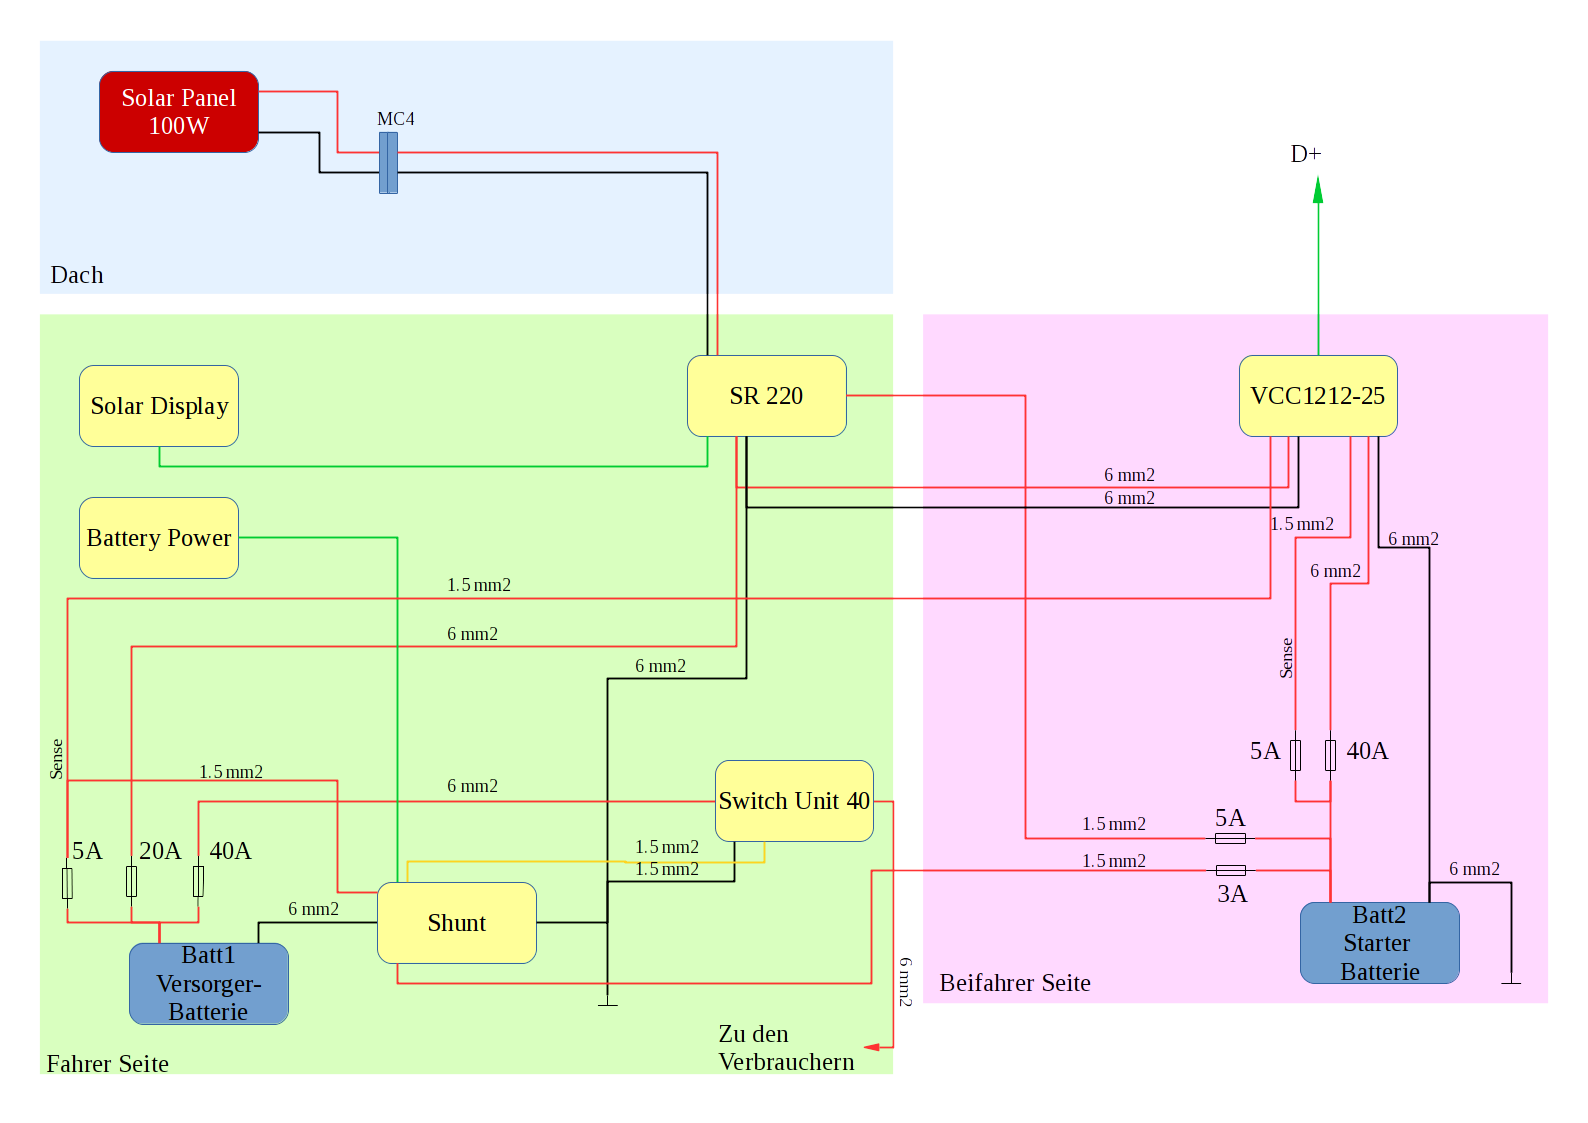 Solar Panel
100W
MC4
D+
Dach
Solar Display
SR 220
VCC1212-25
6 mm2
6 mm2
1.5 mm2
6 mm2
Battery Power
6 mm2
1.5 mm2
6 mm2
6 mm2
Sense
Sense
5A
40A
1.5 mm2
6 mm2
Switch Unit 40
5A
1.5 mm2
5A
20A
40A
1.5 mm2
1.5 mm2
1.5 mm2
3A
6 mm2
6 mm2
Shunt
Batt2
Starter
Batterie
Batt1
Versorger-
Batterie
6 mm2
Beifahrer Seite
Zu den
Verbrauchern
Fahrer Seite